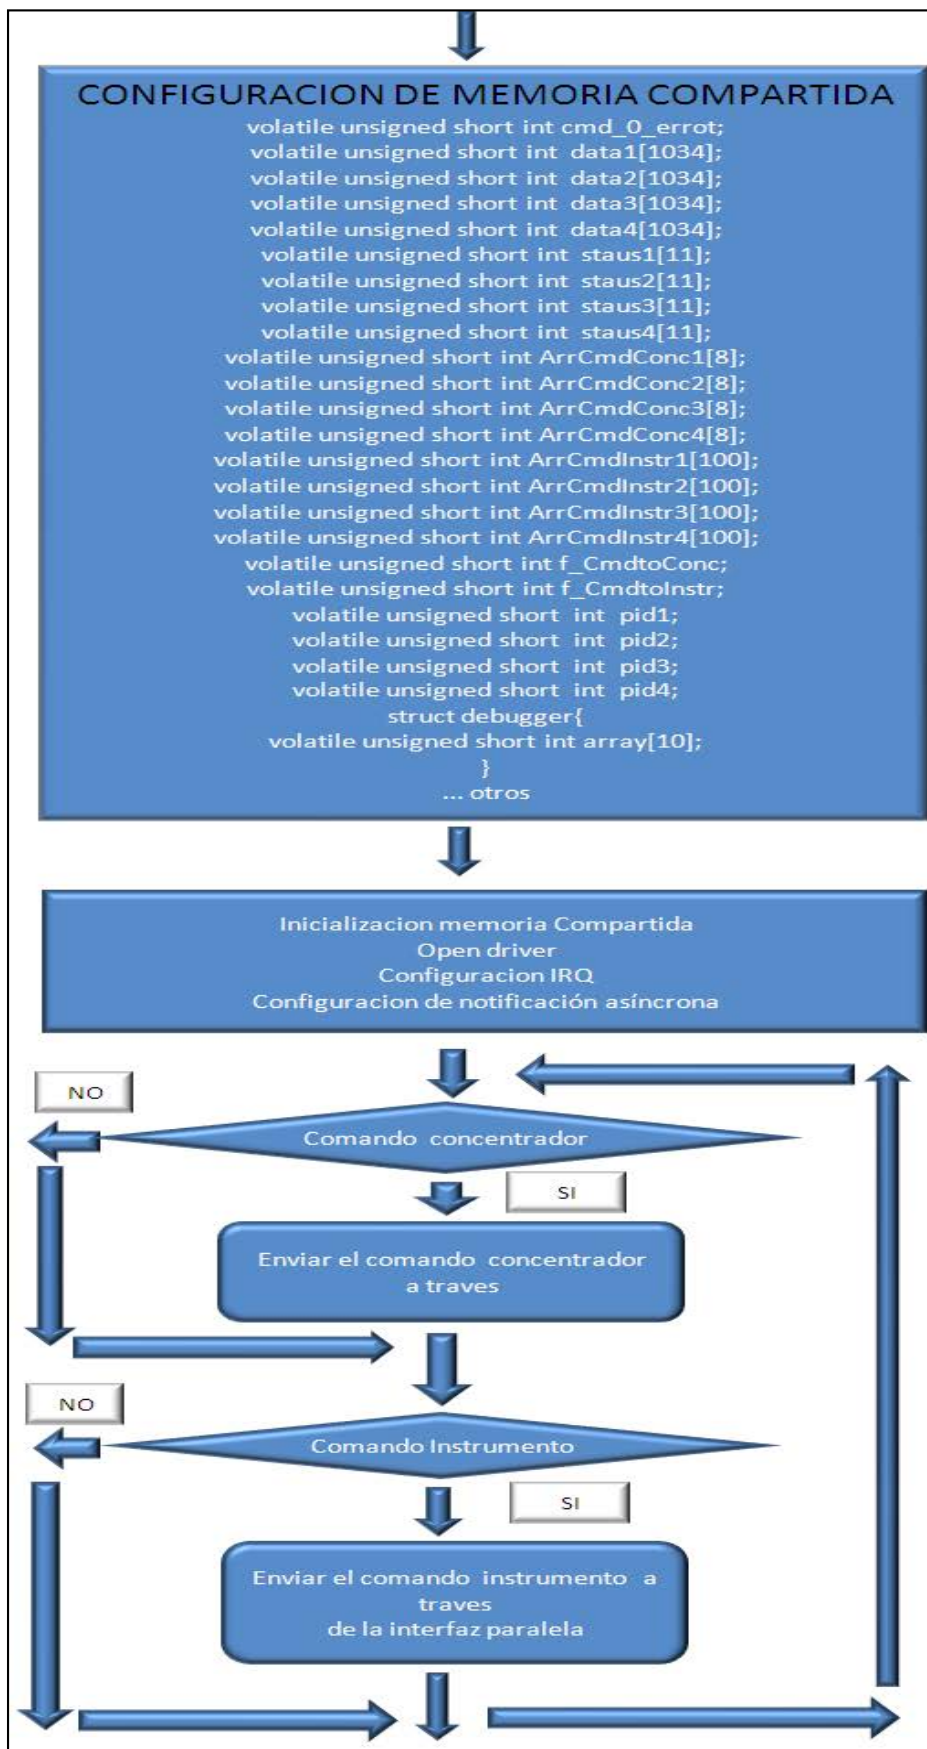 CONFIGURACION DE MEMORIA COMPARTIDA
volatile unsigned short int cmd_0_errot;
volatile unsigned short int data1[1034];
volatile unsigned short int data2[1034];
volatile unsigned short int data3[1034];
volatile unsigned short int data4[1034];
volatile unsigned short int staus1[11];
volatile unsigned short int staus2[11];
volatile unsigned short int staus3[11];
volatile unsigned short int staus4[11];
volatile unsigned short int ArrCmdConc1[8];
volatile unsigned short int ArrCmdConc2[8];
volatile unsigned short int ArrCmdConc3[8];
volatile unsigned short int ArrCmdConc4[8];
volatile unsigned short int ArrCmdInstr1[100];
volatile unsigned short int ArrCmdInstr2[100];
volatile unsigned short int ArrCmdInstr3[100];
volatile unsigned short int ArrCmdInstr4[100];
volatile unsigned short int f_CmdtoConc;
volatile unsigned short int f_CmdtoInstr;
volatile unsigned short int pid1;
volatile unsigned short int pid2;
volatile unsigned short int pid3;
volatile unsigned short int pid4;
struct debugger{
volatile unsigned short int array[10];
}
... otros
Inicializacion memoria Compartida
Open driver
Configuracion IRQ
Configuracion de notificación asíncrona
NO
Comando concentrador
SI
Enviar el comando concentrador
a traves
NO
Comando Instrumento
SI
Enviar el comando instrumento a
traves
de la interfaz paralela